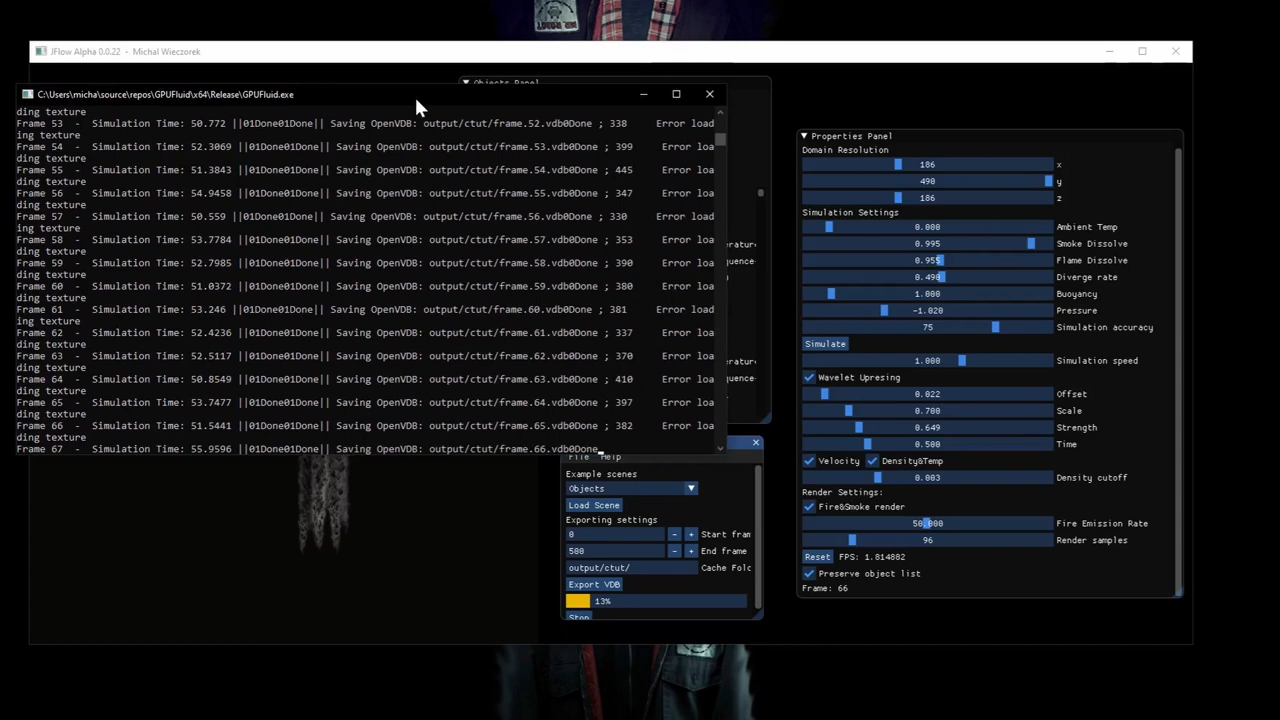 JFlow Alpha 0.0.22 - Michal Wieczorek
Objects Panel
C:\Users\micha\source\repos\GPUFluid\x64\Release\GPUFluid.exe
ding texture
Frame 53 - Simulation Time: 50.772 ||01Done01Done|| Saving OpenVDB: output/ctut/frame.52.vdb0Done ; 338 Error load
ing texture
Frame 54 - Simulation Time: 52.3069 ||01Done01Done|| Saving OpenVDB: output/ctut/frame.53.vdb0Done ; 399 Error load
ding texture
Frame 55 - Simulation Time: 51.3843 ||01Done01Done|| Saving OpenVDB: output/ctut/frame.54.vdb0Done ; 445 Error load
ding texture
Frame 56 - Simulation Time: 54.9458 ||01Done01Done|| Saving OpenVDB: output/ctut/frame.55.vdb0Done ; 347 Error load
ding texture
Frame 57 - Simulation Time: 50.559 ||01Done01Done|| Saving OpenVDB: output/ctut/frame.56.vdb0Done ; 330 Error load
ing texture
Frame 58 - Simulation Time: 53.7784 ||01Done01Done|| Saving OpenVDB: output/ctut/frame.57.vdb0Done ; 353 Error load
ding texture
Frame 59 - Simulation Time: 52.7985 ||01Done01Done|| Saving OpenVDB: output/ctut/frame.58.vdb0Done ; 390 Error load
ding texture
Frame 60 - Simulation Time: 51.0372 ||01Done01Done|| Saving OpenVDB: output/ctut/frame.59.vdb0Done ; 380 Error load
ding texture
Frame 61 - Simulation Time: 53.246 ||01Done01Done|| Saving OpenVDB: output/ctut/frame.60.vdb0Done ; 381 Error load
ing texture
Frame 62 - Simulation Time: 52.4236 ||01Done01Done|| Saving OpenVDB: output/ctut/frame.61.vdb0Done ; 337 Error load
ding texture
Frame 63 - Simulation Time: 52.5117 ||01Done01Done|| Saving OpenVDB: output/ctut/frame.62.vdb0Done ; 370 Error load
ding texture
Frame 64 - Simulation Time: 50.8549 ||01Done01Done|| Saving OpenVDB: output/ctut/frame.63.vdb0Done ; 410 Error load
ding texture
Frame 65 - Simulation Time: 53.7477 ||01Done01Done|| Saving OpenVDB: output/ctut/frame.64.vdb0Done ; 397 Error load
ding texture
Frame 66 - Simulation Time: 51.5441 ||01Done01Done|| Saving OpenVDB: output/ctut/frame.65.vdb0Done ; 382 Error load
ding texture
Frame 67 - Simulation Time: 55.9596 ||01Done01Done|| Saving OpenVDB: output/ctut/frame.66.vdb0Done
File Help
Example scenes
Objects
Load Scene
Exporting settings
0 - + Start fram
500 - + End frame
output/ctut/ Cache Fol
Export VDB
13%
Stop
Properties Panel
Domain Resolution
186 x
490 y
186 z
Simulation Settings
0.000 Ambient Temp
0.995 Smoke Dissolve
0.955 Flame Dissolve
0.490 Diverge rate
1.000 Buoyancy
-1.020 Pressure
75 Simulation accuracy
Simulate
1.000 Simulation speed
Wavelet Upresing
0.022 Offset
0.700 Scale
0.649 Strength
0.500 Time
Velocity Density&Temp
0.003 Density cutoff
Render Settings:
Fire&Smoke render
50.000 Fire Emission Rate
96 Render samples
Reset FPS: 1.814882
Preserve object list
Frame: 66